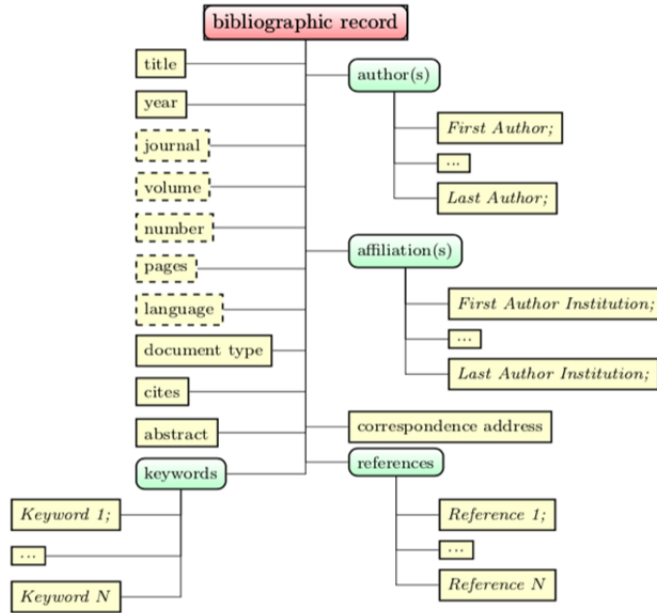 bibliographic record
title
year
journal
volume
number
pages
language
document type
cites
abstract
keywords
Keyword 1;
...
Keyword N
author(s)
First Author;
...
Last Author;
affiliation(s)
First Author Institution;
...
Last Author Institution;
correspondence address
references
Reference 1;
...
Reference N